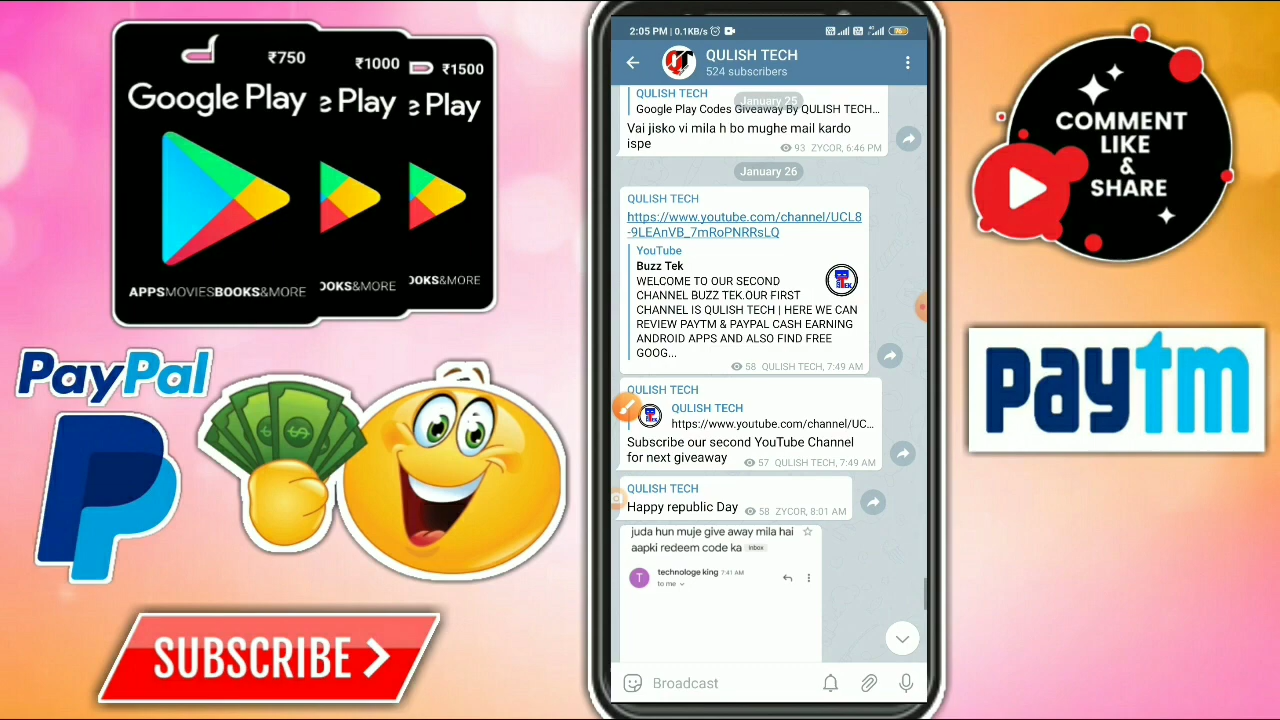 ₹750
Google Play
APPSMOVIESBOOKS&MORE
₹1000
e Play
OOKS&MORE
₹1500
e Play
OOKS&MORE
PayPal
SUBSCRIBE
2:05 PM | 0.1KB/s
76
QULISH TECH
524 subscribers
January 25
QULISH TECH
Google Play Codes Giveaway By QULISH TECH...
Vai jisko vi mila h bo mughe mail kardo
ispe
93 ZYCOR, 6:46 PM
January 26
QULISH TECH
https://www.youtube.com/channel/UCL8
-9LEAnVB_7mRoPNRRsLQ
YouTube
Buzz Tek
WELCOME TO OUR SECOND
CHANNEL BUZZ TEK.OUR FIRST
CHANNEL IS QULISH TECH | HERE WE CAN
REVIEW PAYTM & PAYPAL CASH EARNING
ANDROID APPS AND ALSO FIND FREE
GOOG...
58 QULISH TECH, 7:49 AM
QULISH TECH
QULISH TECH
https://www.youtube.com/channel/UC...
Subscribe our second YouTube Channel
for next giveaway
57 QULISH TECH, 7:49 AM
QULISH TECH
Happy republic Day
58 ZYCOR, 8:01 AM
juda hun muje give away mila hai
aapki redeem code ka
Inbox
T
technologe king 7:41 AM
to me
Broadcast
COMMENT
LIKE
&
SHARE
paytm